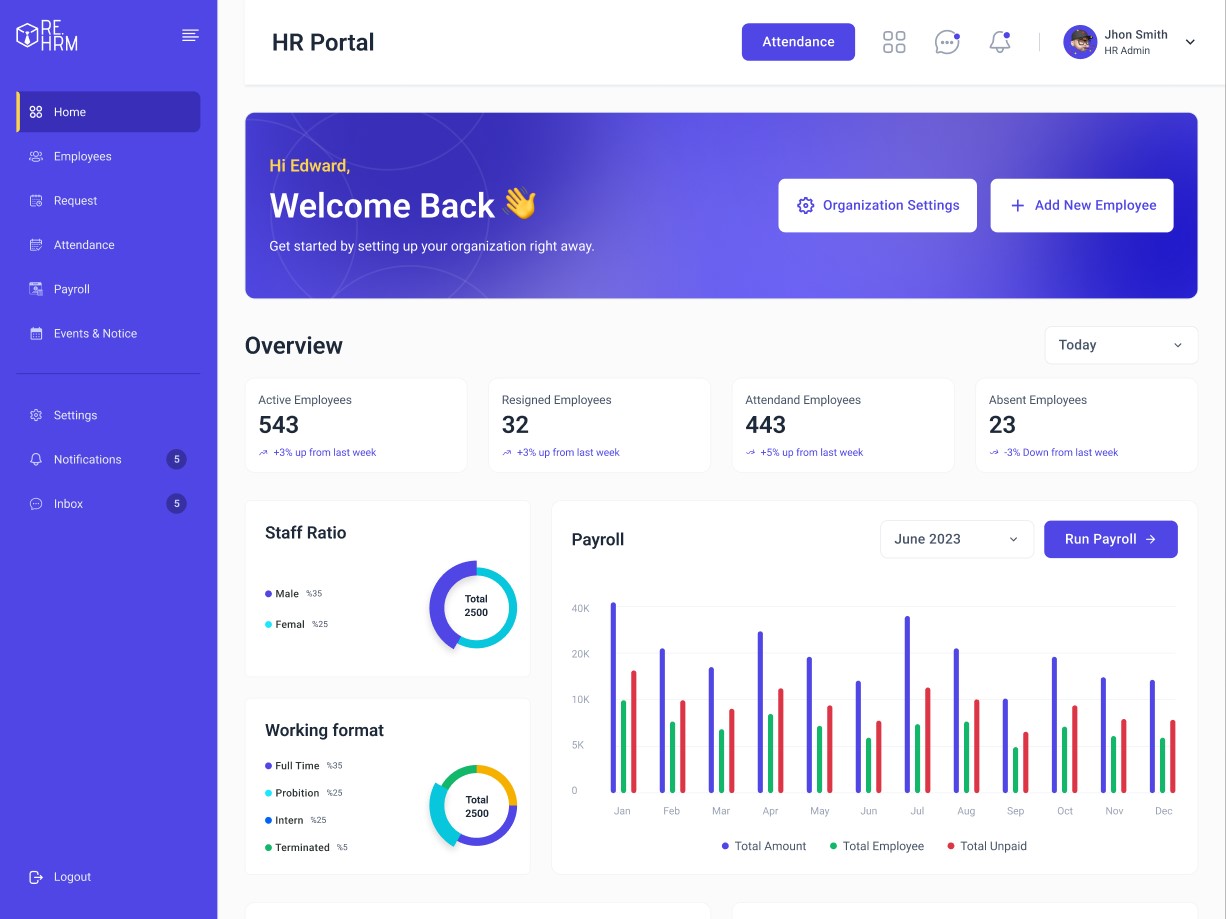 RE.
HRM
Home
Employees
Request
Attendance
Payroll
Events & Notice
Settings
Notifications 5
Inbox 5
Logout
HR Portal
Attendance
Jhon Smith
HR Admin
Hi Edward,
Welcome Back
Get started by setting up your organization right away.
Organization Settings
Add New Employee
Overview
Today
Active Employees
543
+3% up from last week
Resigned Employees
32
+3% up from last week
Attendand Employees
443
+5% up from last week
Absent Employees
23
-3% Down from last week
Staff Ratio
Male %35
Femal %25
Total
2500
Working format
Full Time %35
Probition %25
Intern %25
Terminated %5
Total
2500
Payroll
June 2023
Run Payroll
40K
20K
10K
5K
0
Jan Feb Mar Apr May Jun Jul Aug Sep Oct Nov Dec
Total Amount Total Employee Total Unpaid